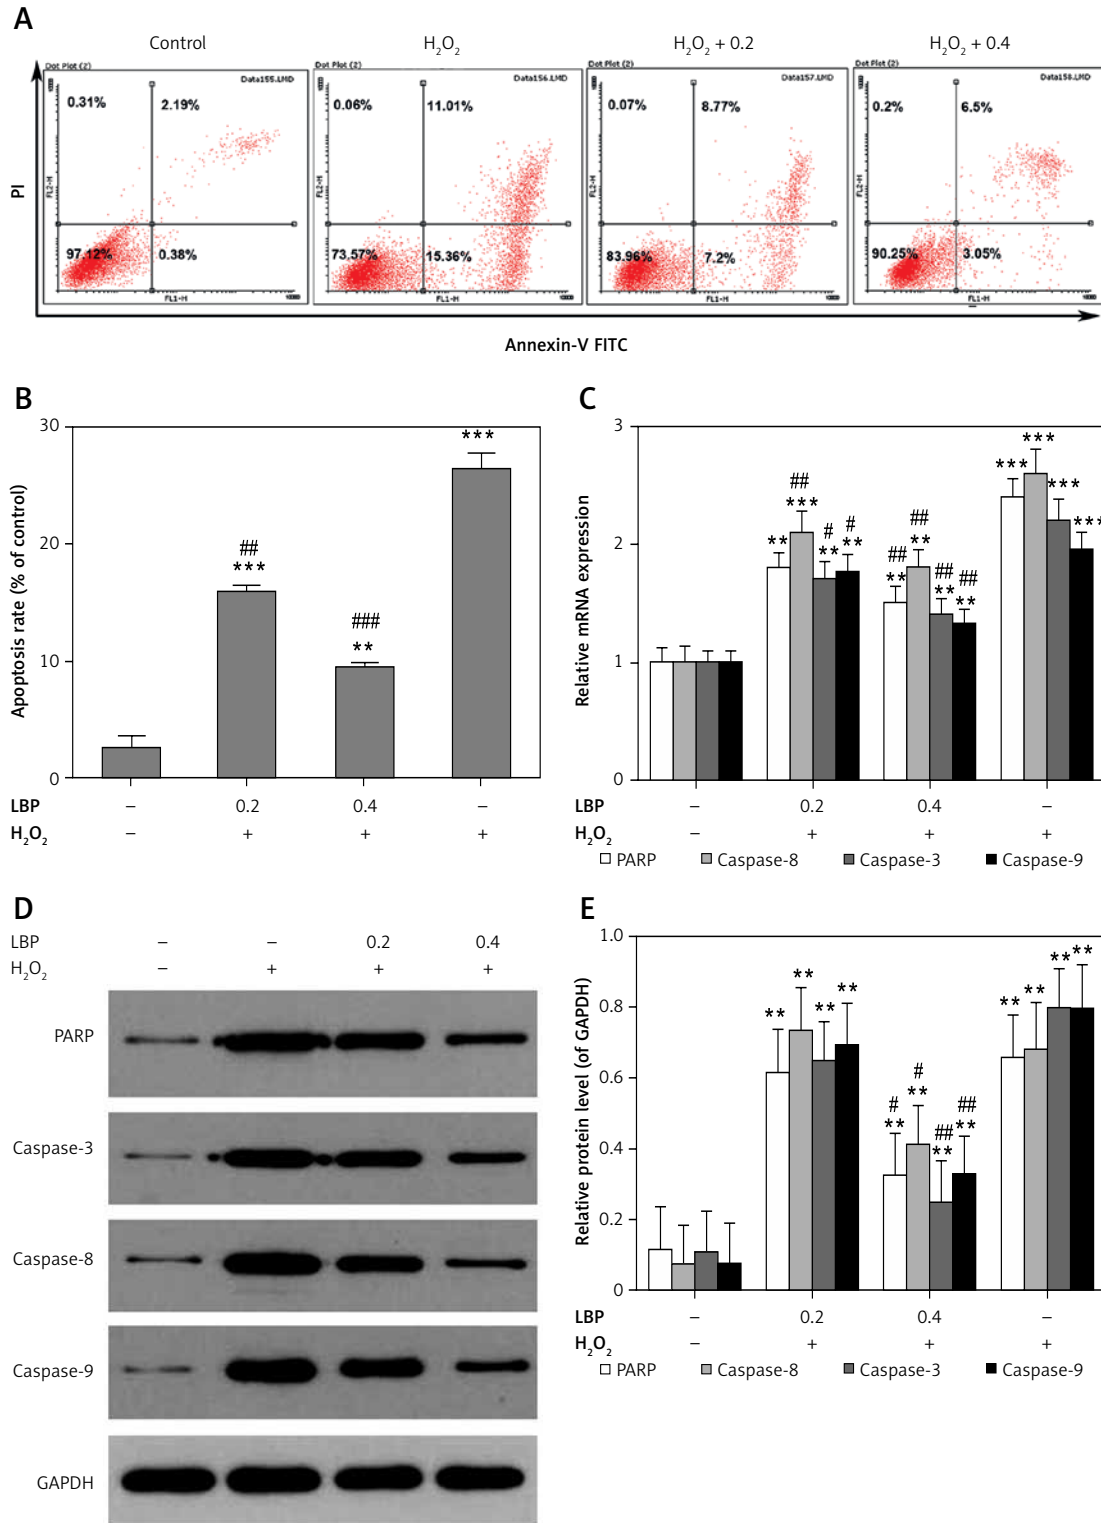 A
Control
H2O2
H2O2 + 0.2
H2O2 + 0.4
Dot Plot (2)
Data155.LMD
0.31%
2.19%
97.12%
0.38%
FL2-H
FL1-H
Dot Plot (2)
Data156.LMD
0.06%
11.01%
73.57%
15.36%
FL2-H
FL1-H
Dot Plot (2)
Data157.LMD
0.07%
8.77%
83.96%
7.2%
FL2-H
FL1-H
Dot Plot (2)
Data158.LMD
0.2%
6.5%
90.25%
3.05%
FL2-H
FL1-H
PI
Annexin-V FITC
B
Apoptosis rate (% of control)
30
20
10
0
##
***
###
**
***
LBP – 0.2 0.4 –
H2O2 – + + +
C
Relative mRNA expression
3
2
1
0
**
##
***
#
**
#
**
##
**
##
**
##
**
##
**
***
***
***
***
LBP – 0.2 0.4 –
H2O2 – + + +
PARP Caspase-8 Caspase-3 Caspase-9
D
LBP – – 0.2 0.4
H2O2 – + + +
PARP
Caspase-3
Caspase-8
Caspase-9
GAPDH
E
Relative protein level (of GAPDH)
1.0
0.8
0.6
0.4
0.2
0
**
**
**
**
#
**
#
**
##
**
##
**
**
**
**
**
LBP – 0.2 0.4 –
H2O2 – + + +
PARP Caspase-8 Caspase-3 Caspase-9